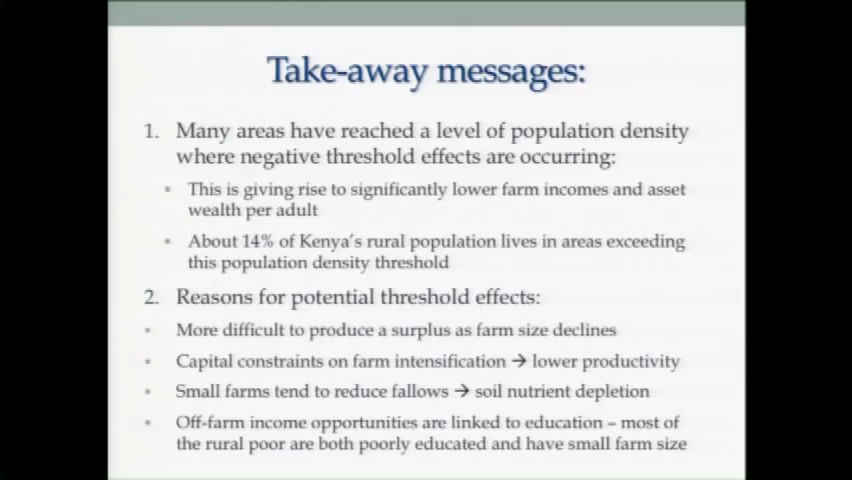 Take-away messages:
1. Many areas have reached a level of population density
where negative threshold effects are occurring:
▪ This is giving rise to significantly lower farm incomes and asset
wealth per adult
▪ About 14% of Kenya's rural population lives in areas exceeding
this population density threshold
2. Reasons for potential threshold effects:
• More difficult to produce a surplus as farm size declines
• Capital constraints on farm intensification → lower productivity
• Small farms tend to reduce fallows → soil nutrient depletion
• Off-farm income opportunities are linked to education – most of
the rural poor are both poorly educated and have small farm size